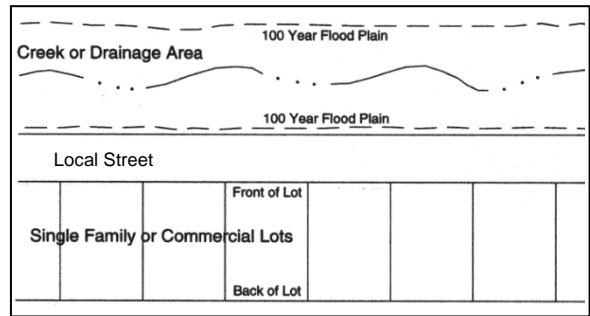 100 Year Flood Plain
Creek or Drainage Area
100 Year Flood Plain
Local Street
Front of Lot
Single Family or Commercial Lots
Back of Lot